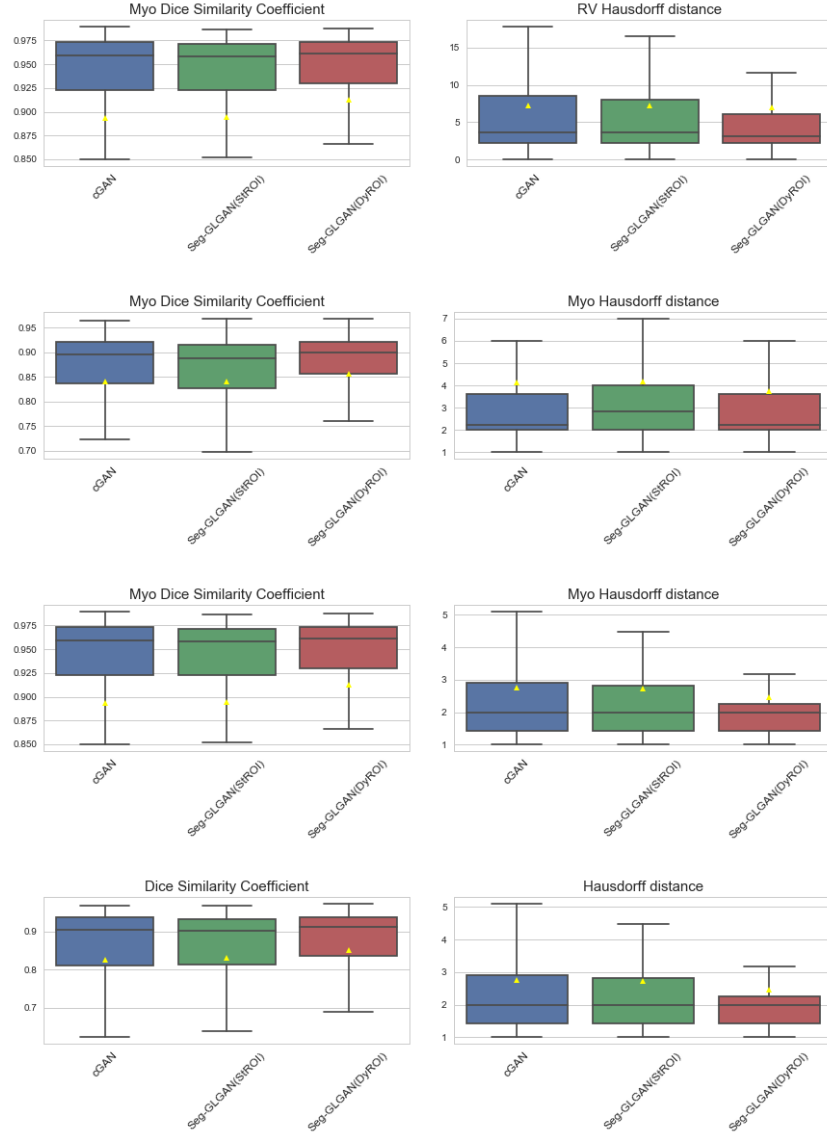 Myo Dice Similarity Coefficient
0.975
0.950
0.925
0.900
0.875
0.850
cGAN
Seg-GLGAN(StROI)
Seg-GLGAN(DyROI)
RV Hausdorff distance
15
10
5
0
cGAN
Seg-GLGAN(StROI)
Seg-GLGAN(DyROI)
Myo Dice Similarity Coefficient
0.95
0.90
0.85
0.80
0.75
0.70
cGAN
Seg-GLGAN(StROI)
Seg-GLGAN(DyROI)
Myo Hausdorff distance
7
6
5
4
3
2
1
cGAN
Seg-GLGAN(StROI)
Seg-GLGAN(DyROI)
Myo Dice Similarity Coefficient
0.975
0.950
0.925
0.900
0.875
0.850
cGAN
Seg-GLGAN(StROI)
Seg-GLGAN(DyROI)
Myo Hausdorff distance
5
4
3
2
1
cGAN
Seg-GLGAN(StROI)
Seg-GLGAN(DyROI)
Dice Similarity Coefficient
0.9
0.8
0.7
cGAN
Seg-GLGAN(StROI)
Seg-GLGAN(DyROI)
Hausdorff distance
5
4
3
2
1
cGAN
Seg-GLGAN(StROI)
Seg-GLGAN(DyROI)